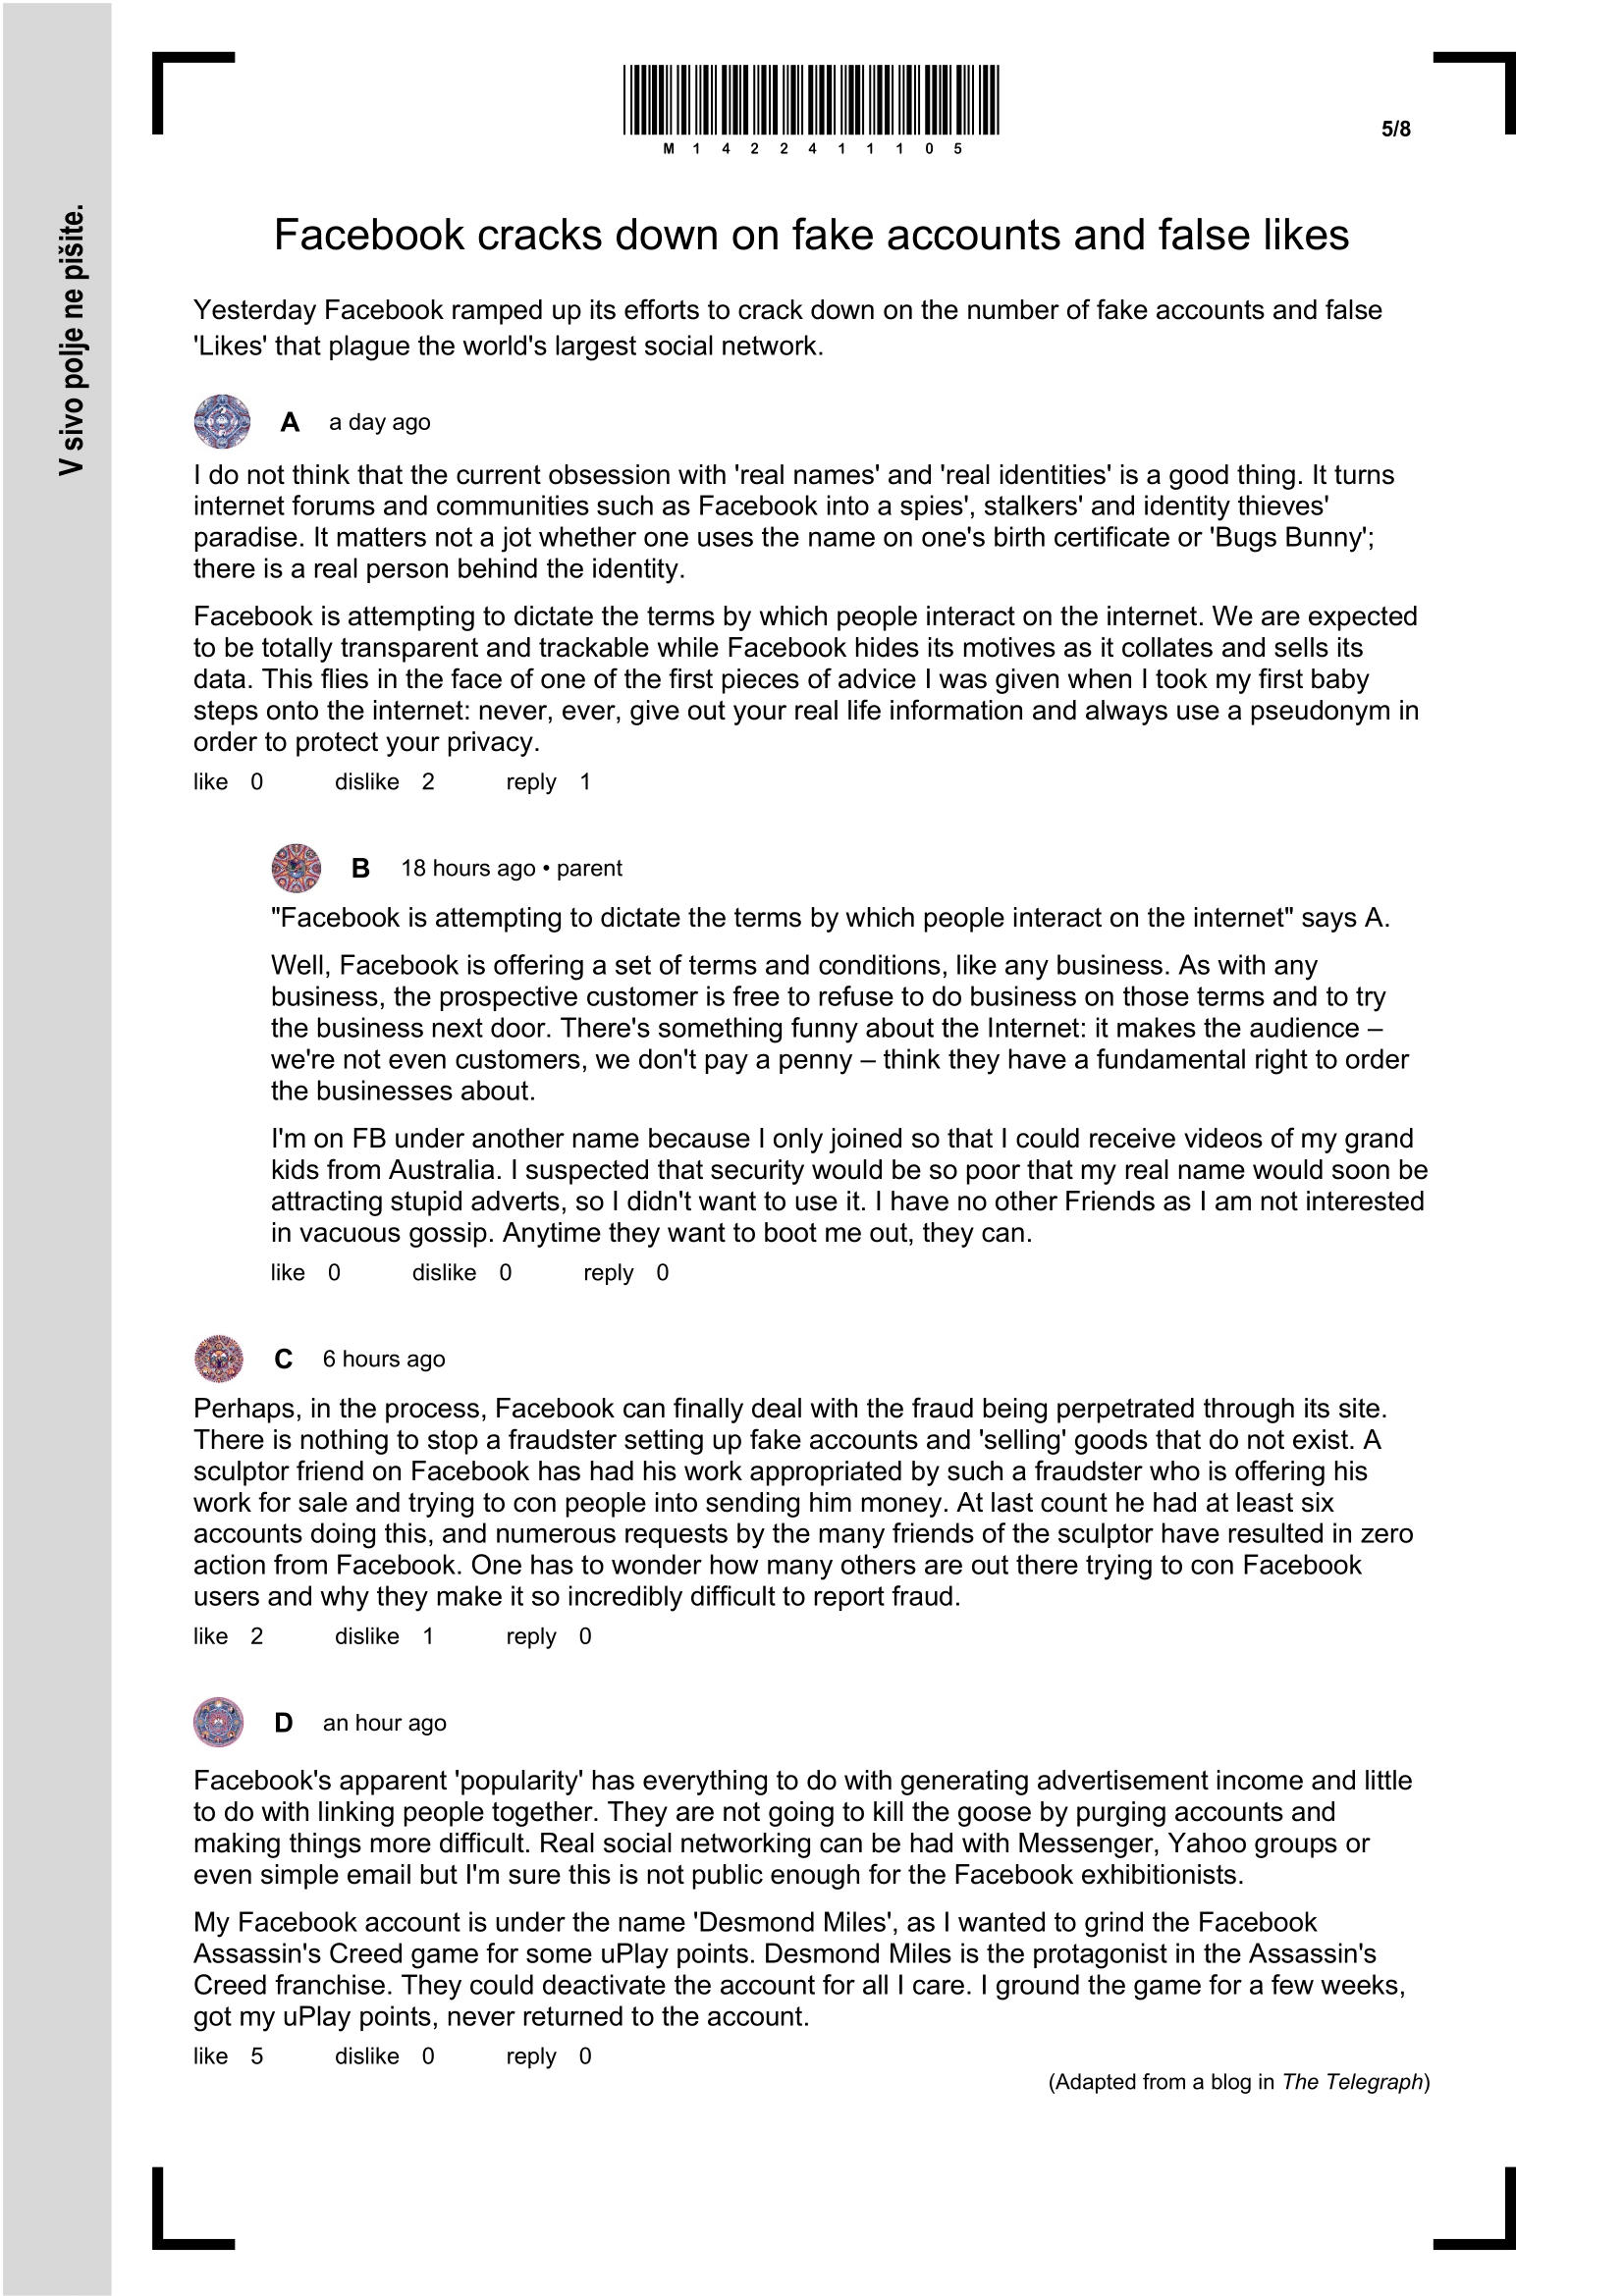 V sivo polje ne pišite.
M 1 4 2 2 4 1 1 1 0 5
5/8
Facebook cracks down on fake accounts and false likes
Yesterday Facebook ramped up its efforts to crack down on the number of fake accounts and false
'Likes' that plague the world's largest social network.
A a day ago
I do not think that the current obsession with 'real names' and 'real identities' is a good thing. It turns
internet forums and communities such as Facebook into a spies', stalkers' and identity thieves'
paradise. It matters not a jot whether one uses the name on one's birth certificate or 'Bugs Bunny';
there is a real person behind the identity.
Facebook is attempting to dictate the terms by which people interact on the internet. We are expected
to be totally transparent and trackable while Facebook hides its motives as it collates and sells its
data. This flies in the face of one of the first pieces of advice I was given when I took my first baby
steps onto the internet: never, ever, give out your real life information and always use a pseudonym in
order to protect your privacy.
like 0 dislike 2 reply 1
B 18 hours ago • parent
"Facebook is attempting to dictate the terms by which people interact on the internet" says A.
Well, Facebook is offering a set of terms and conditions, like any business. As with any
business, the prospective customer is free to refuse to do business on those terms and to try
the business next door. There's something funny about the Internet: it makes the audience –
we're not even customers, we don't pay a penny – think they have a fundamental right to order
the businesses about.
I'm on FB under another name because I only joined so that I could receive videos of my grand
kids from Australia. I suspected that security would be so poor that my real name would soon be
attracting stupid adverts, so I didn't want to use it. I have no other Friends as I am not interested
in vacuous gossip. Anytime they want to boot me out, they can.
like 0 dislike 0 reply 0
C 6 hours ago
Perhaps, in the process, Facebook can finally deal with the fraud being perpetrated through its site.
There is nothing to stop a fraudster setting up fake accounts and 'selling' goods that do not exist. A
sculptor friend on Facebook has had his work appropriated by such a fraudster who is offering his
work for sale and trying to con people into sending him money. At last count he had at least six
accounts doing this, and numerous requests by the many friends of the sculptor have resulted in zero
action from Facebook. One has to wonder how many others are out there trying to con Facebook
users and why they make it so incredibly difficult to report fraud.
like 2 dislike 1 reply 0
D an hour ago
Facebook's apparent 'popularity' has everything to do with generating advertisement income and little
to do with linking people together. They are not going to kill the goose by purging accounts and
making things more difficult. Real social networking can be had with Messenger, Yahoo groups or
even simple email but I'm sure this is not public enough for the Facebook exhibitionists.
My Facebook account is under the name 'Desmond Miles', as I wanted to grind the Facebook
Assassin's Creed game for some uPlay points. Desmond Miles is the protagonist in the Assassin's
Creed franchise. They could deactivate the account for all I care. I ground the game for a few weeks,
got my uPlay points, never returned to the account.
like 5 dislike 0 reply 0
(Adapted from a blog in The Telegraph)